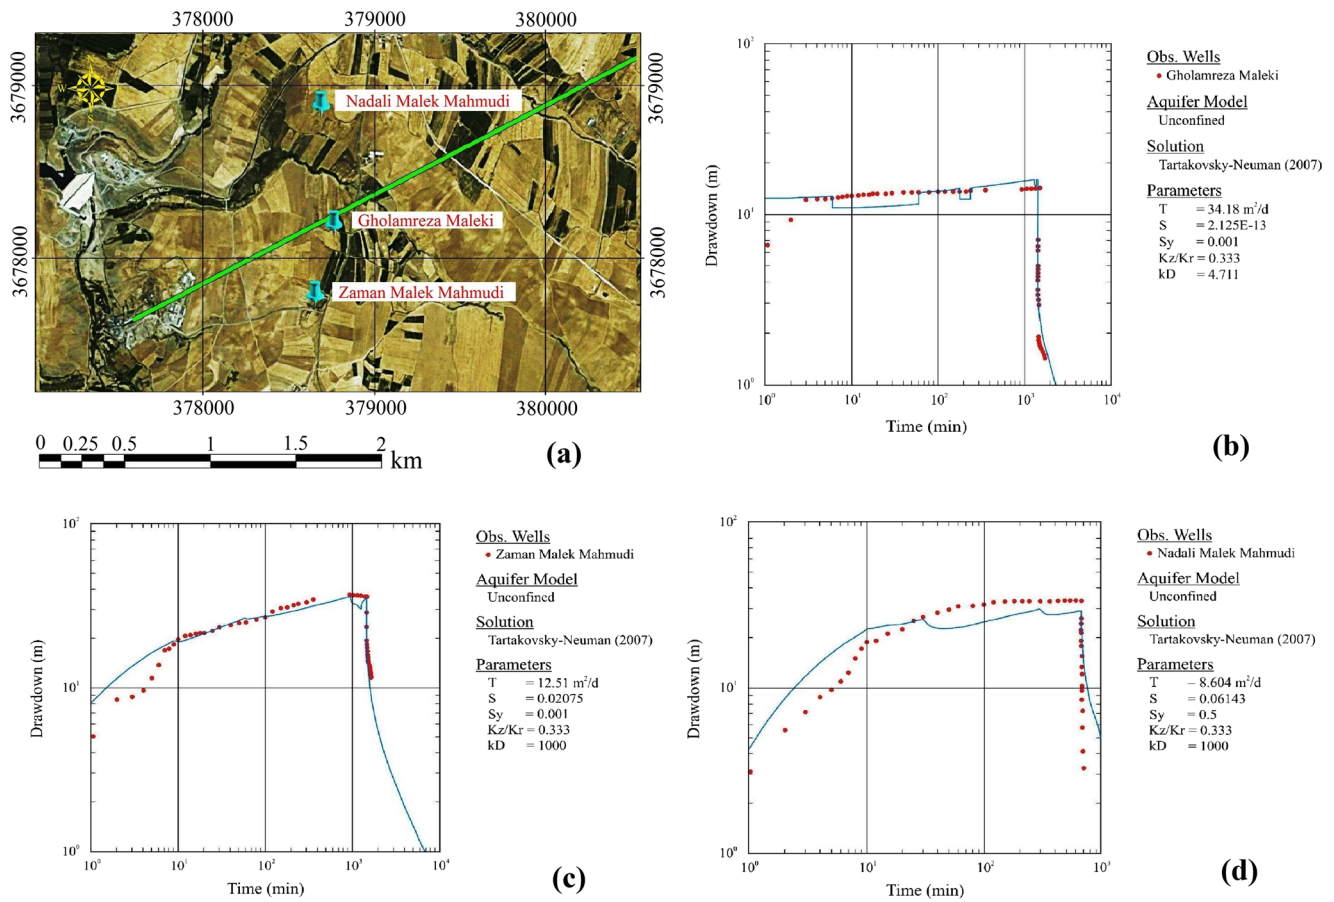 378000
379000
380000
3679000
3678000
3679000
3678000
W
S
Nadali Malek Mahmudi
Gholamreza Maleki
Zaman Malek Mahmudi
378000
379000
380000
0 0.25 0.5 1 1.5 2
km
(a)
10²
10¹
10⁰
Drawdown (m)
10⁰ 10¹ 10² 10³ 10⁴
Time (min)
Obs. Wells
Gholamreza Maleki
Aquifer Model
Unconfined
Solution
Tartakovsky-Neuman (2007)
Parameters
T = 34.18 m²/d
S = 2.125E-13
Sy = 0.001
Kz/Kr = 0.333
kD = 4.711
(b)
10²
10¹
10⁰
Drawdown (m)
10⁰ 10¹ 10² 10³ 10⁴
Time (min)
Obs. Wells
Zaman Malek Mahmudi
Aquifer Model
Unconfined
Solution
Tartakovsky-Neuman (2007)
Parameters
T = 12.51 m²/d
S = 0.02075
Sy = 0.001
Kz/Kr = 0.333
kD = 1000
(c)
10²
10¹
10⁰
Drawdown (m)
10⁰ 10¹ 10² 10³
Time (min)
Obs. Wells
Nadali Malek Mahmudi
Aquifer Model
Unconfined
Solution
Tartakovsky-Neuman (2007)
Parameters
T = 8.604 m²/d
S = 0.06143
Sy = 0.5
Kz/Kr = 0.333
kD = 1000
(d)